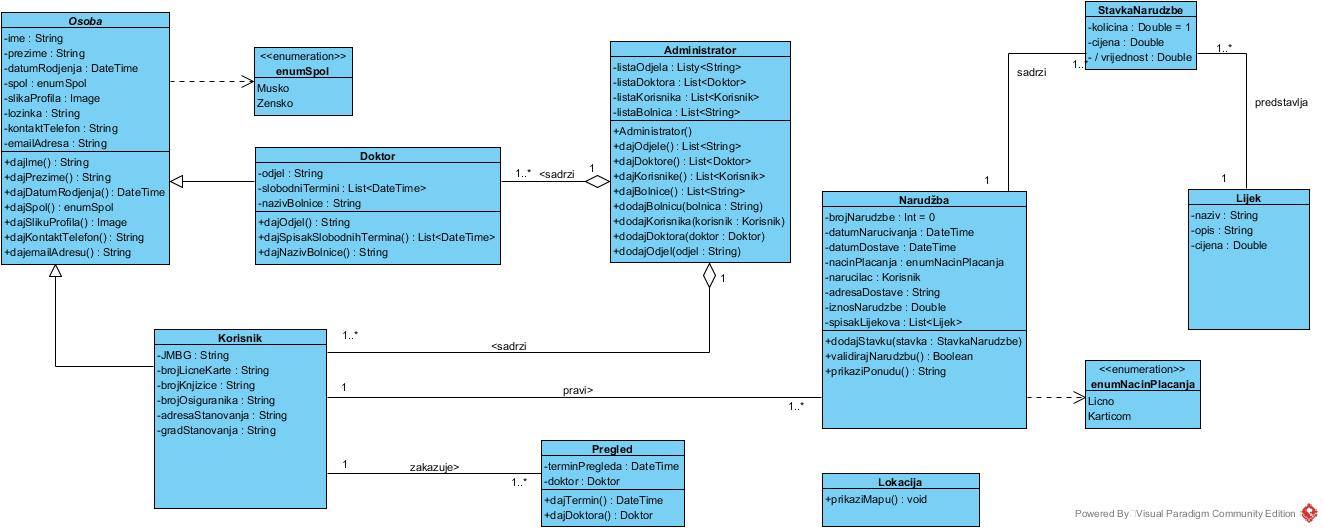 Osoba
-ime : String
-prezime : String
-datumRodjenja : DateTime
-spol : enumSpol
-slikaProfila : Image
-lozinka : String
-kontaktTelefon : String
-emailAdresa : String
+dajIme() : String
+dajPrezime() : String
+dajDatumRodjenja() : DateTime
+dajSpol() : enumSpol
+dajSlikuProfila() : Image
+dajKontaktTelefon() : String
+dajemailAdresu() : String
<<enumeration>>
enumSpol
Musko
Zensko
Doktor
-odjel : String
-slobodniTermini : List<DateTime>
-nazivBolnice : String
+dajOdjel() : String
+dajSpisakSlobodnihTermina() : List<DateTime>
+dajNazivBolnice() : String
1..*
<sadrzi
1
Administrator
-listaOdjela : Listy<String>
-listaDoktora : List<Doktor>
-listaKorisnika : List<Korisnik>
-listaBolnica : List<String>
+Administrator()
+dajOdjele() : List<String>
+dajDoktore() : List<Doktor>
+dajKorisnike() : List<Korisnik>
+dajBolnice() : List<String>
+dodajBolnicu(bolnica : String)
+dodajKorisnika(korisnik : Korisnik)
+dodajDoktora(doktor : Doktor)
+dodajOdjel(odjel : String)
1
1..*
<sadrzi
Korisnik
-JMBG : String
-brojLicneKarte : String
-brojKnjizice : String
-brojOsiguranika : String
-adresaStanovanja : String
-gradStanovanja : String
1
pravi>
1..*
1
zakazuje>
1..*
Pregled
-terminPregleda : DateTime
-doktor : Doktor
+dajTermin() : DateTime
+dajDoktora() : Doktor
StavkaNarudzbe
-kolicina : Double = 1
-cijena : Double
- / vrijednost : Double
1..*
sadrzi
1
1..*
predstavlja
1
Narudžba
-brojNarudzbe : Int = 0
-datumNarucivanja : DateTime
-datumDostave : DateTime
-nacinPlacanja : enumNacinPlacanja
-narucilac : Korisnik
-adresaDostave : String
-iznosNarudzbe : Double
-spisakLijekova : List<Lijek>
+dodajStavku(stavka : StavkaNarudzbe)
+validirajNarudzbu() : Boolean
+prikaziPonudu() : String
Lijek
-naziv : String
-opis : String
-cijena : Double
<<enumeration>>
enumNacinPlacanja
Licno
Karticom
Lokacija
+prikaziMapu() : void
Powered By Visual Paradigm Community Edition